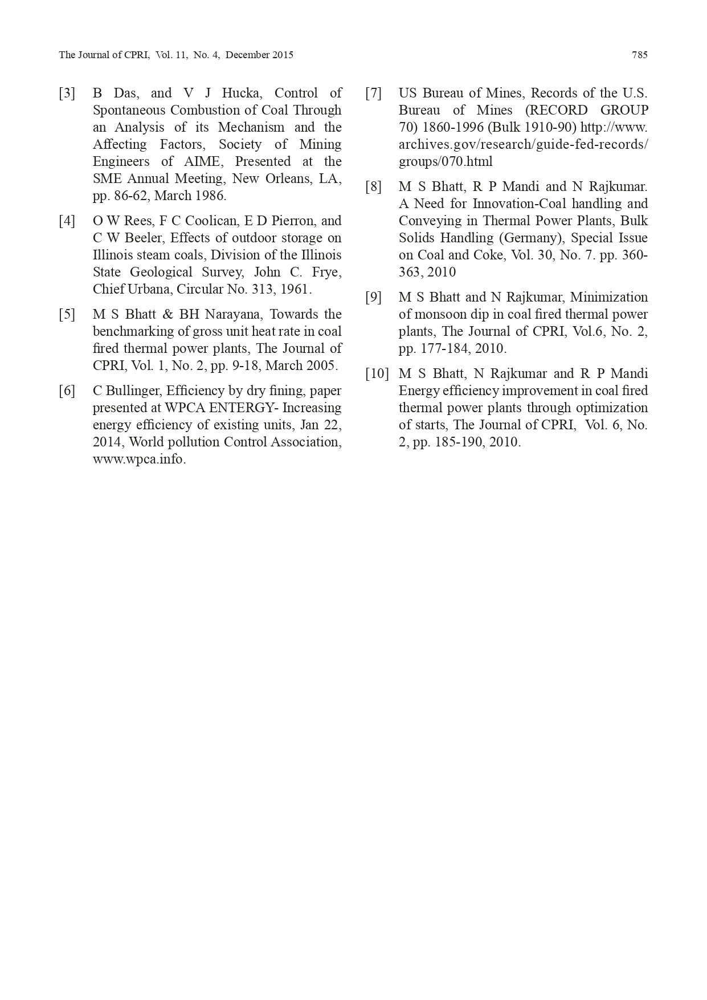 The Journal of CPRI, Vol. 11, No. 4, December 2015 785
[3] B Das, and V J Hucka, Control of
Spontaneous Combustion of Coal Through
an Analysis of its Mechanism and the
Affecting Factors, Society of Mining
Engineers of AIME, Presented at the
SME Annual Meeting, New Orleans, LA,
pp. 86-62, March 1986.
[4] O W Rees, F C Coolican, E D Pierron, and
C W Beeler, Effects of outdoor storage on
Illinois steam coals, Division of the Illinois
State Geological Survey, John C. Frye,
Chief Urbana, Circular No. 313, 1961.
[5] M S Bhatt & BH Narayana, Towards the
benchmarking of gross unit heat rate in coal
fired thermal power plants, The Journal of
CPRI, Vol. 1, No. 2, pp. 9-18, March 2005.
[6] C Bullinger, Efficiency by dry fining, paper
presented at WPCA ENTERGY- Increasing
energy efficiency of existing units, Jan 22,
2014, World pollution Control Association,
www.wpca.info.
[7] US Bureau of Mines, Records of the U.S.
Bureau of Mines (RECORD GROUP
70) 1860-1996 (Bulk 1910-90) http://www.
archives.gov/research/guide-fed-records/
groups/070.html
[8] M S Bhatt, R P Mandi and N Rajkumar.
A Need for Innovation-Coal handling and
Conveying in Thermal Power Plants, Bulk
Solids Handling (Germany), Special Issue
on Coal and Coke, Vol. 30, No. 7. pp. 360-
363, 2010
[9] M S Bhatt and N Rajkumar, Minimization
of monsoon dip in coal fired thermal power
plants, The Journal of CPRI, Vol.6, No. 2,
pp. 177-184, 2010.
[10] M S Bhatt, N Rajkumar and R P Mandi
Energy efficiency improvement in coal fired
thermal power plants through optimization
of starts, The Journal of CPRI, Vol. 6, No.
2, pp. 185-190, 2010.